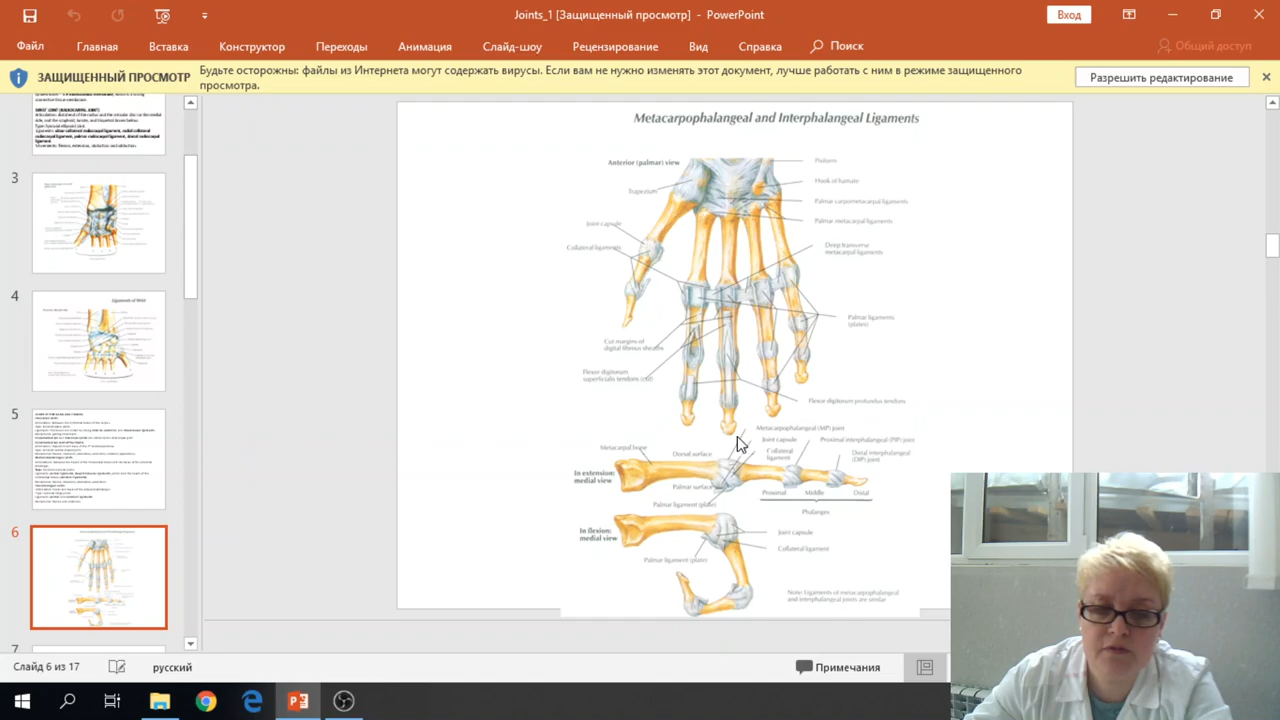 Joints_1 [Защищенный просмотр] - PowerPoint
Вход
Файл
Главная
Вставка
Конструктор
Переходы
Анимация
Слайд-шоу
Рецензирование
Вид
Справка
Поиск
Общий доступ
ЗАЩИЩЕННЫЙ ПРОСМОТР
Будьте осторожны: файлы из Интернета могут содержать вирусы. Если вам не нужно изменять этот документ, лучше работать с ним в режиме защищенного
просмотра.
Разрешить редактирование
3
4
Ligaments of Wrist
5
6
7
Metacarpophalangeal and Interphalangeal Ligaments
Anterior (palmar) view
Pisiform
Hook of hamate
Trapezium
Palmar carpometacarpal ligaments
Palmar metacarpal ligaments
Joint capsule
Collateral ligaments
Deep transverse
metacarpal ligaments
Palmar ligaments
(plates)
Cut margins of
digital fibrous sheaths
Flexor digitorum
superficialis tendons (cut)
Flexor digitorum profundus tendons
Metacarpophalangeal (MP) joint
Joint capsule
Proximal interphalangeal (PIP) joint
Metacarpal bone
Dorsal surface
Collateral
ligament
Distal interphalangeal
(DIP) joint
In extension:
medial view
Palmar surface
Proximal
Middle
Distal
Palmar ligament (plate)
Phalanges
In flexion:
medial view
Joint capsule
Collateral ligament
Palmar ligament (plate)
Note: Ligaments of metacarpophalangeal
and interphalangeal joints are similar
Слайд 6 из 17
русский
Примечания